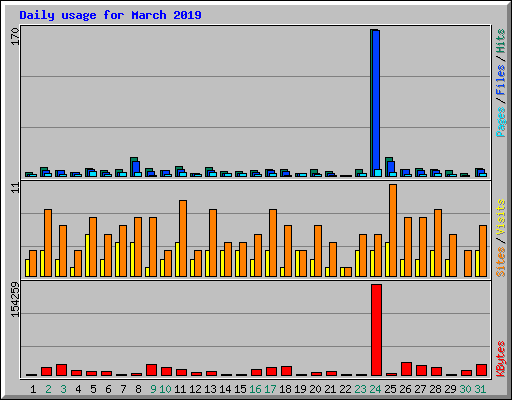 Daily usage for March 2019
170
Pages / Files / Hits
11
Sites / Visits
154259
KBytes
1 2 3 4 5 6 7 8 9 10 11 12 13 14 15 16 17 18 19 20 21 22 23 24 25 26 27 28 29 30 31